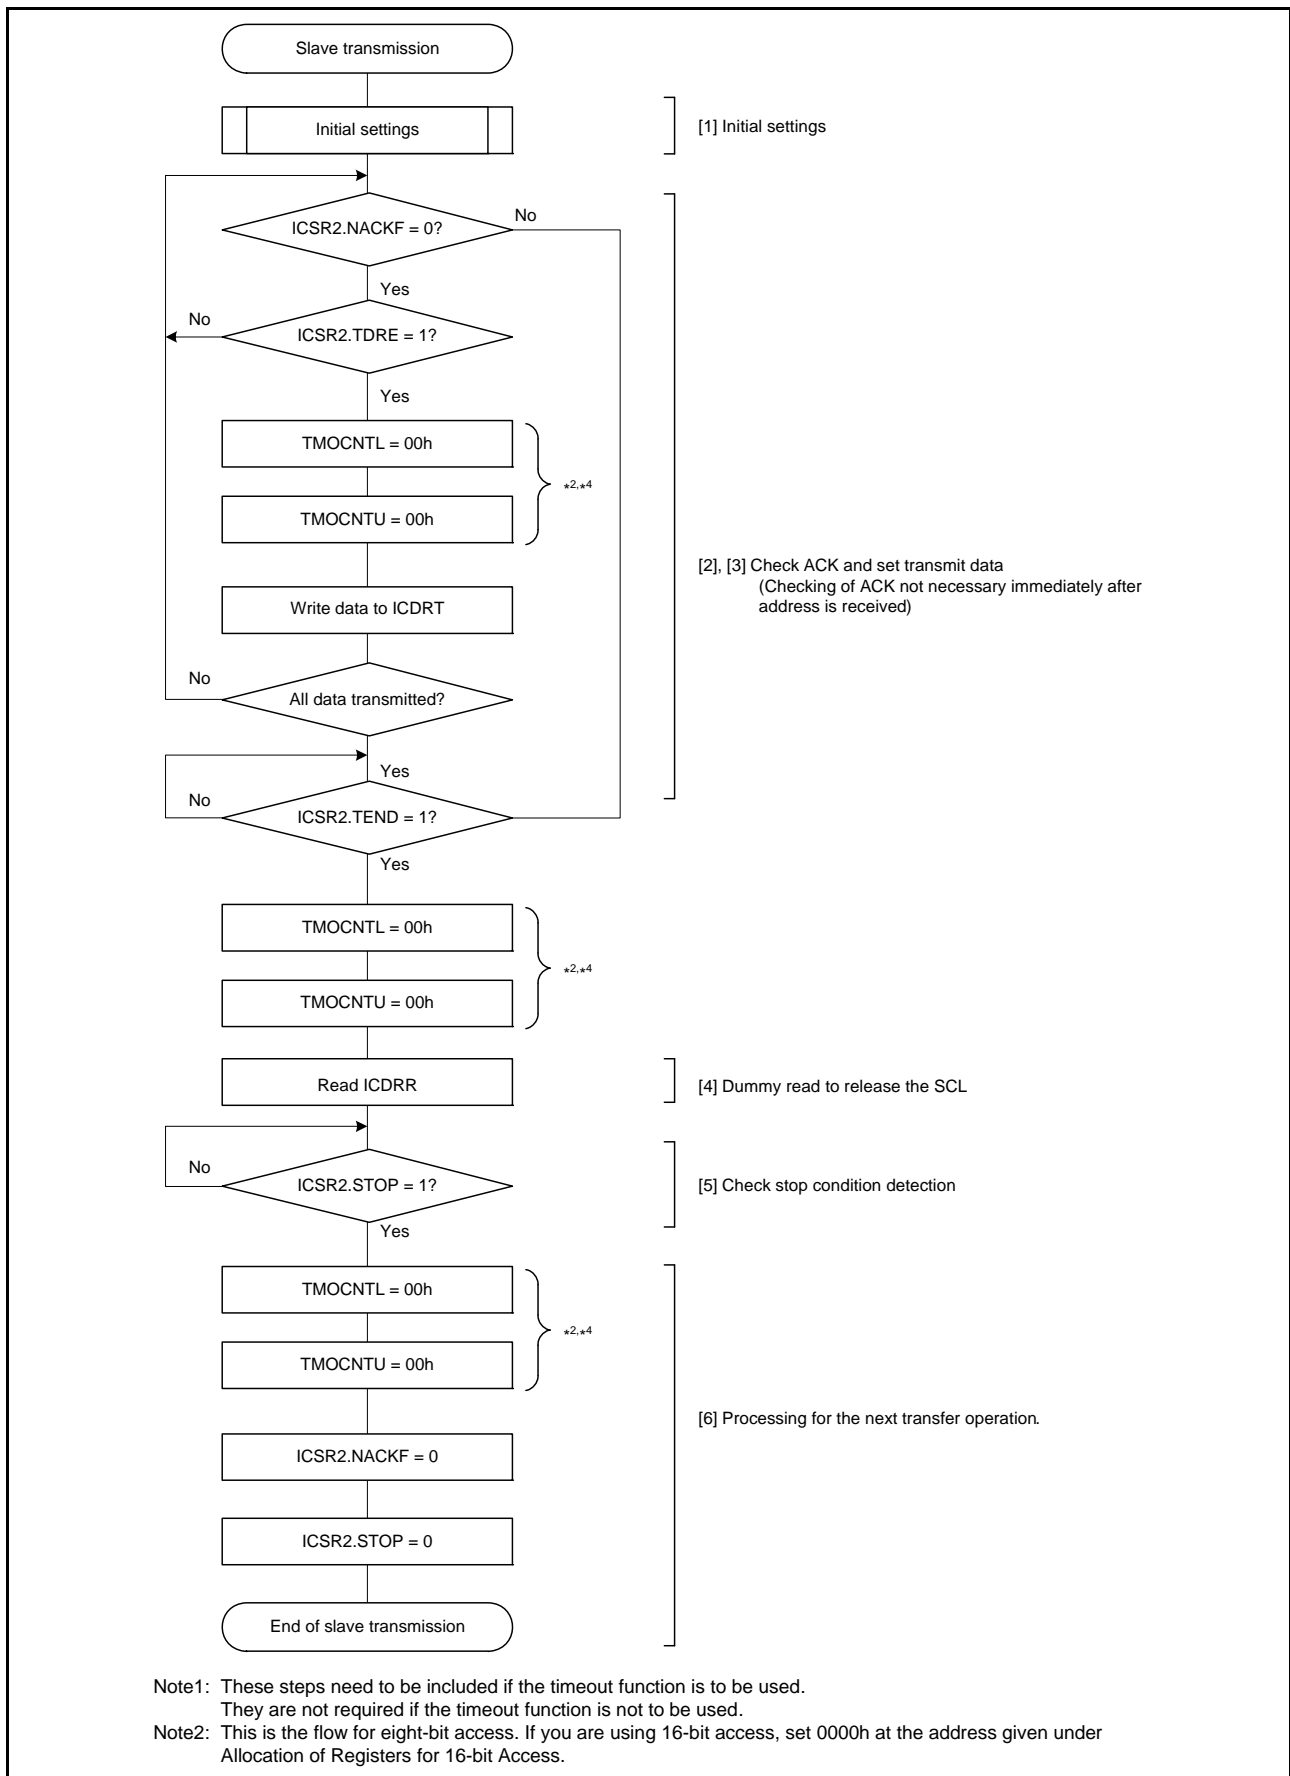 Slave transmission
Initial settings
[1] Initial settings
ICSR2.NACKF = 0?
No
Yes
No
ICSR2.TDRE = 1?
Yes
TMOCNTL = 00h
*2,*4
TMOCNTU = 00h
[2], [3] Check ACK and set transmit data
(Checking of ACK not necessary immediately after
address is received)
Write data to ICDRT
No
All data transmitted?
Yes
No
ICSR2.TEND = 1?
Yes
TMOCNTL = 00h
*2,*4
TMOCNTU = 00h
Read ICDRR
[4] Dummy read to release the SCL
No
ICSR2.STOP = 1?
[5] Check stop condition detection
Yes
TMOCNTL = 00h
*2,*4
TMOCNTU = 00h
[6] Processing for the next transfer operation.
ICSR2.NACKF = 0
ICSR2.STOP = 0
End of slave transmission
Note1: These steps need to be included if the timeout function is to be used.
They are not required if the timeout function is not to be used.
Note2: This is the flow for eight-bit access. If you are using 16-bit access, set 0000h at the address given under
Allocation of Registers for 16-bit Access.